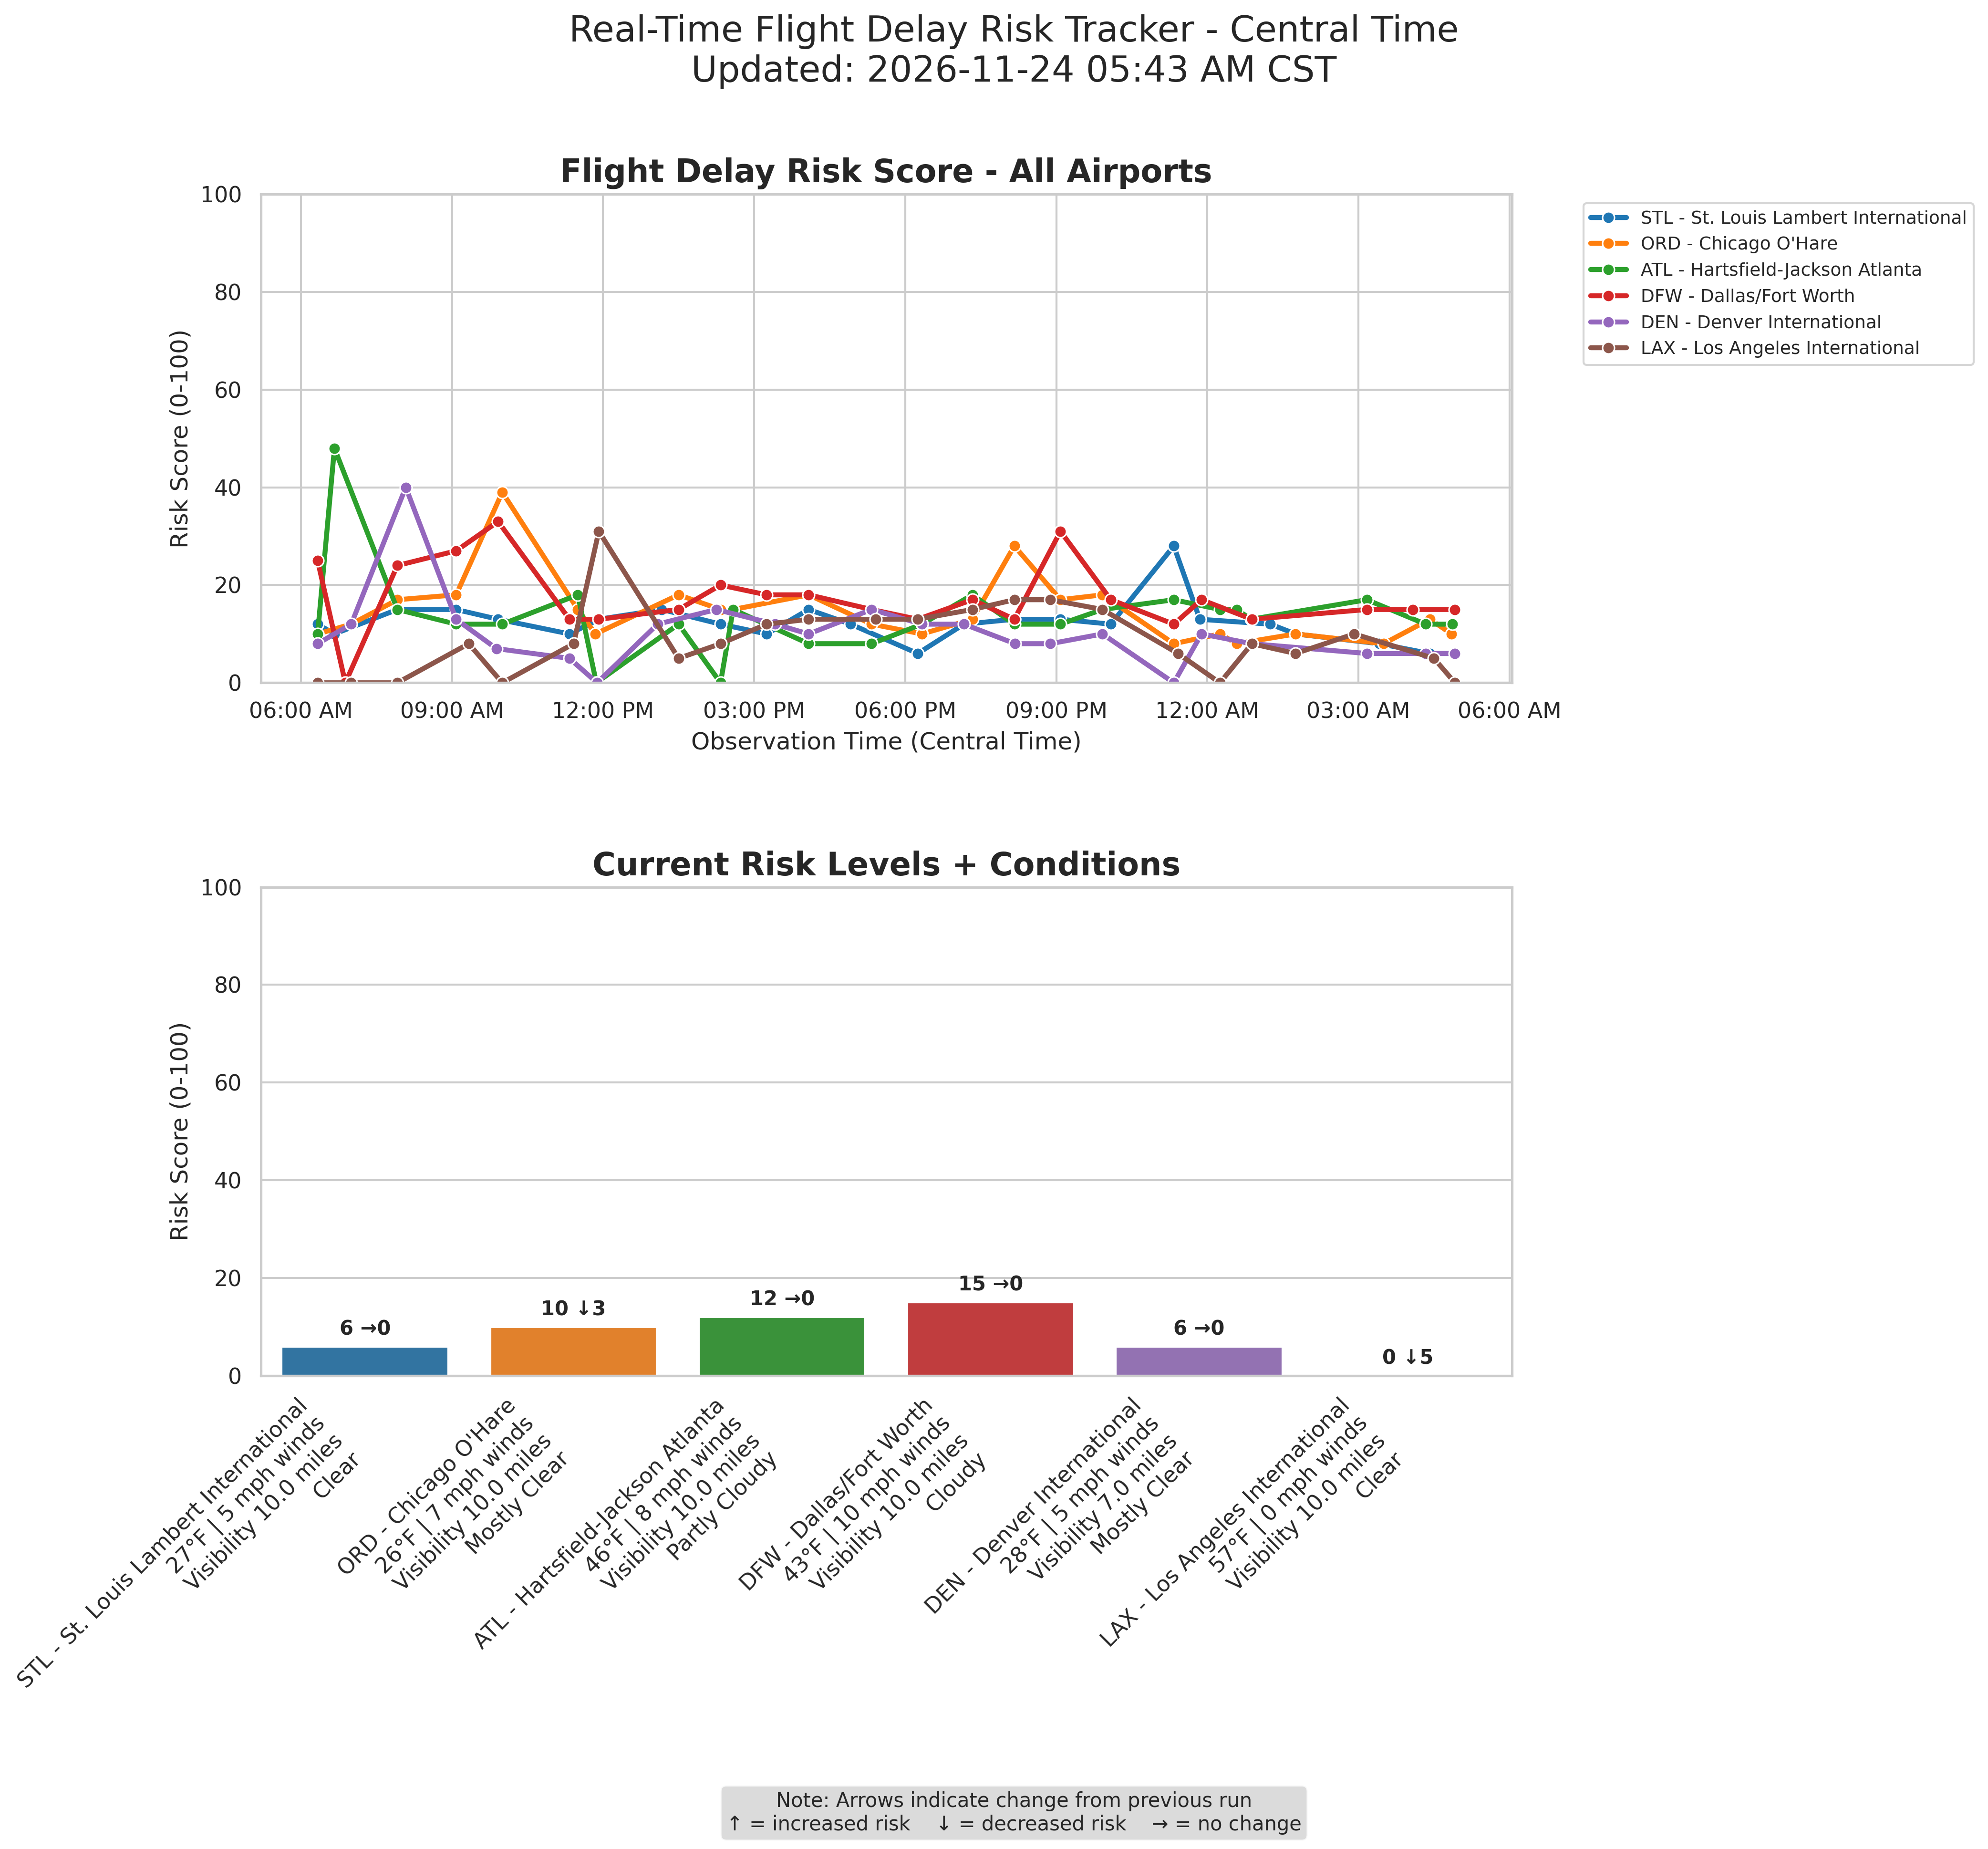 Real-Time Flight Delay Risk Tracker - Central Time
Updated: 2026-11-24 05:43 AM CST
Flight Delay Risk Score - All Airports
100
80
60
40
20
0
Risk Score (0-100)
06:00 AM
09:00 AM
12:00 PM
03:00 PM
06:00 PM
09:00 PM
12:00 AM
03:00 AM
06:00 AM
Observation Time (Central Time)
STL - St. Louis Lambert International
ORD - Chicago O'Hare
ATL - Hartsfield-Jackson Atlanta
DFW - Dallas/Fort Worth
DEN - Denver International
LAX - Los Angeles International
Current Risk Levels + Conditions
100
80
60
40
20
0
Risk Score (0-100)
6 →0
10 ↓3
12 →0
15 →0
6 →0
0 ↓5
STL - St. Louis Lambert International
27°F | 5 mph winds
Visibility 10.0 miles
Clear
ORD - Chicago O'Hare
26°F | 7 mph winds
Visibility 10.0 miles
Mostly Clear
ATL - Hartsfield-Jackson Atlanta
46°F | 8 mph winds
Visibility 10.0 miles
Partly Cloudy
DFW - Dallas/Fort Worth
43°F | 10 mph winds
Visibility 10.0 miles
Cloudy
DEN - Denver International
28°F | 5 mph winds
Visibility 7.0 miles
Mostly Clear
LAX - Los Angeles International
57°F | 0 mph winds
Visibility 10.0 miles
Clear
Note: Arrows indicate change from previous run
↑ = increased risk ↓ = decreased risk → = no change